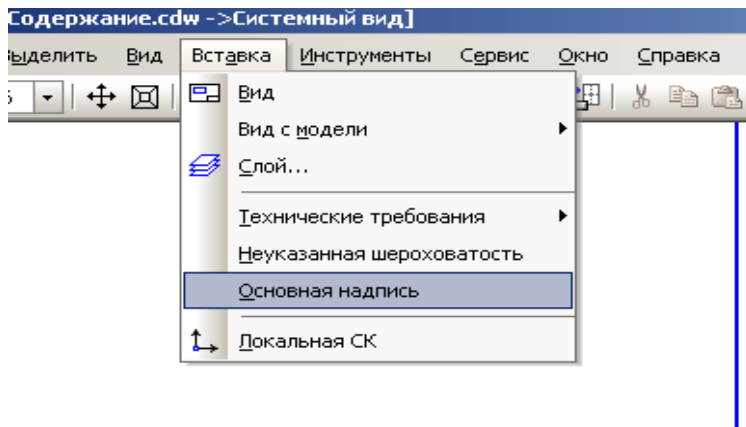 Содержание.cdw ->Системный вид]
Выделить Вид Вставка Инструменты Сервис Окно Справка
Вид
Вид с модели
Слой...
Технические требования
Неуказанная шероховатость
Основная надпись
Локальная СК